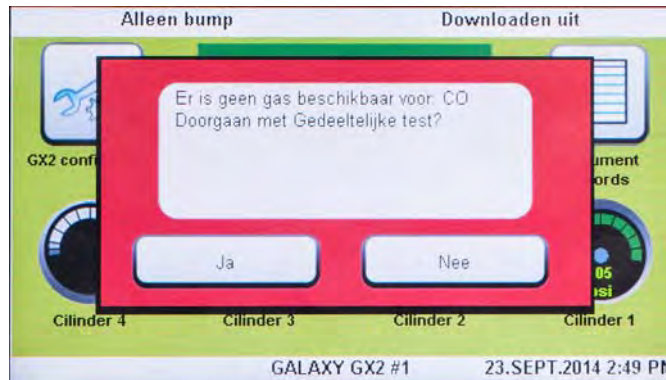 Alleen bump
Downloaden uit
Er is geen gas beschikbaar voor: CO
Doorgaan met Gedeeltelijke test?
GX2 confi
ument
ords
Ja
Nee
05
si
Cilinder 4
Cilinder 3
Cilinder 2
Cilinder 1
GALAXY GX2 #1
23.SEPT.2014 2:49 PM